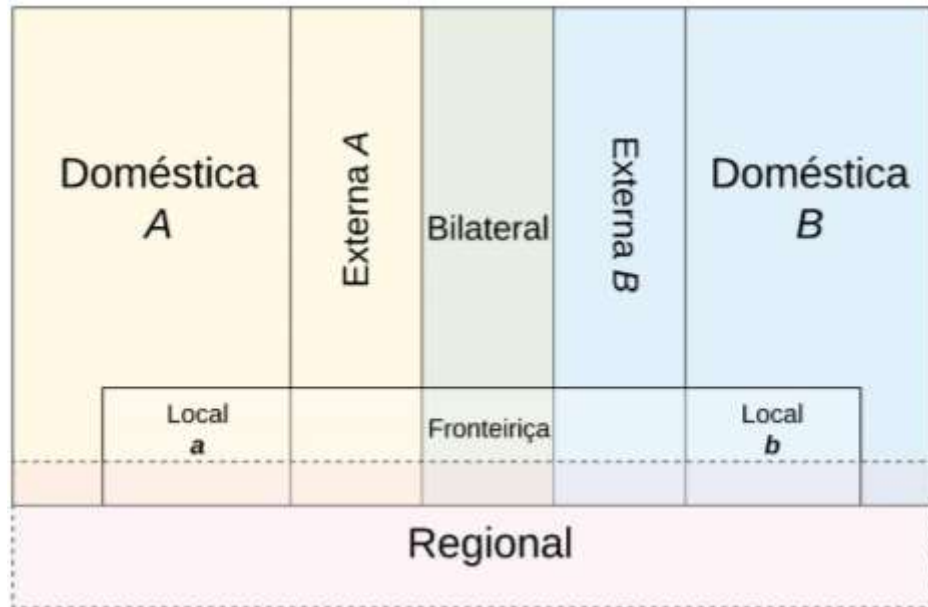 Doméstica
A
Externa A
Bilateral
Externa B
Doméstica
B
Local
a
Fronteiriça
Local
b
Regional